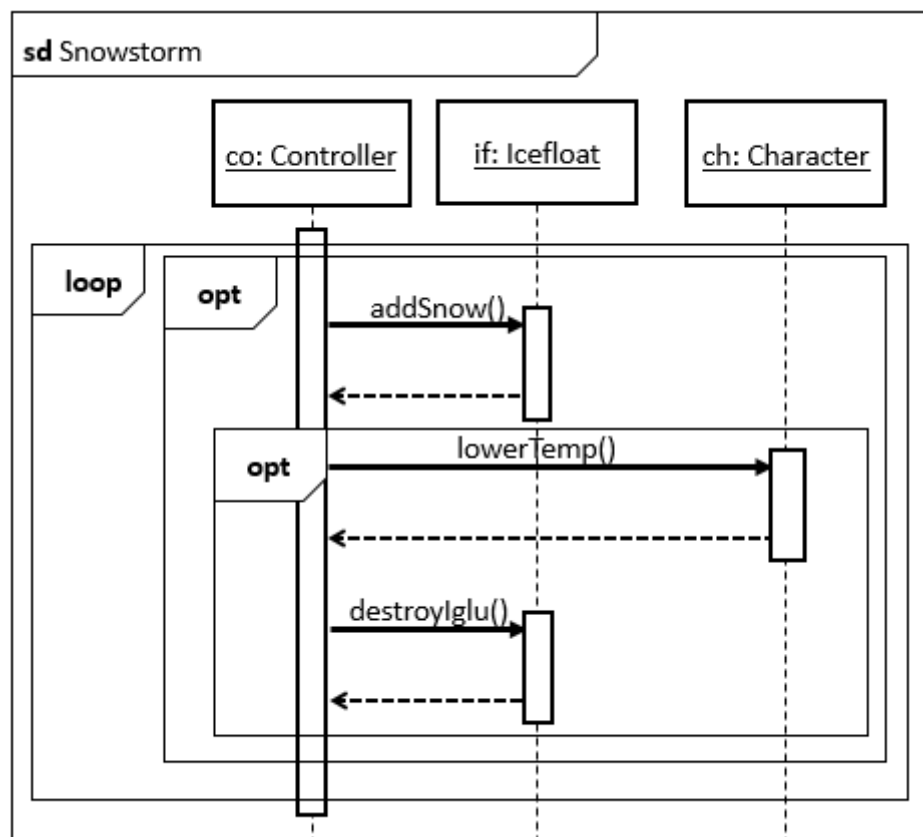 sd Snowstorm
co: Controller
if: Icefloat
ch: Character
loop
opt
addSnow()
opt
lowerTemp()
destroyIglu()